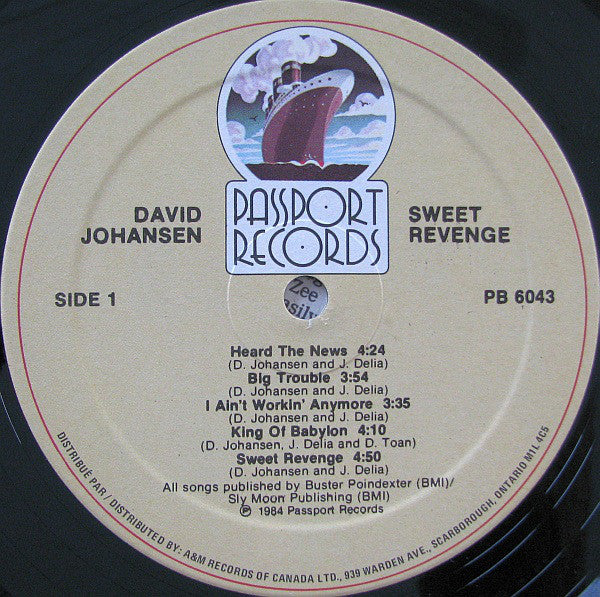 PASSPORT
RECORDS
DAVID
JOHANSEN
SWEET
REVENGE
SIDE 1
PB 6043
Zee
Heard The News 4:24
(D. Johansen and J. Delia)
Big Trouble 3:54
(D. Johansen and J. Delia)
I Ain't Workin' Anymore 3:35
(D. Johansen and J. Delia)
King Of Babylon 4:10
(D. Johansen, J. Delia and D. Toan)
Sweet Revenge 4:50
(D. Johansen and J. Delia)
All songs published by Buster Poindexter (BMI)/
Sly Moon Publishing (BMI)
℗ 1984 Passport Records
DISTRIBUÉ PAR / DISTRIBUTED BY: A&M RECORDS OF CANADA LTD., 939 WARDEN AVE., SCARBOROUGH, ONTARIO M1L 4C5